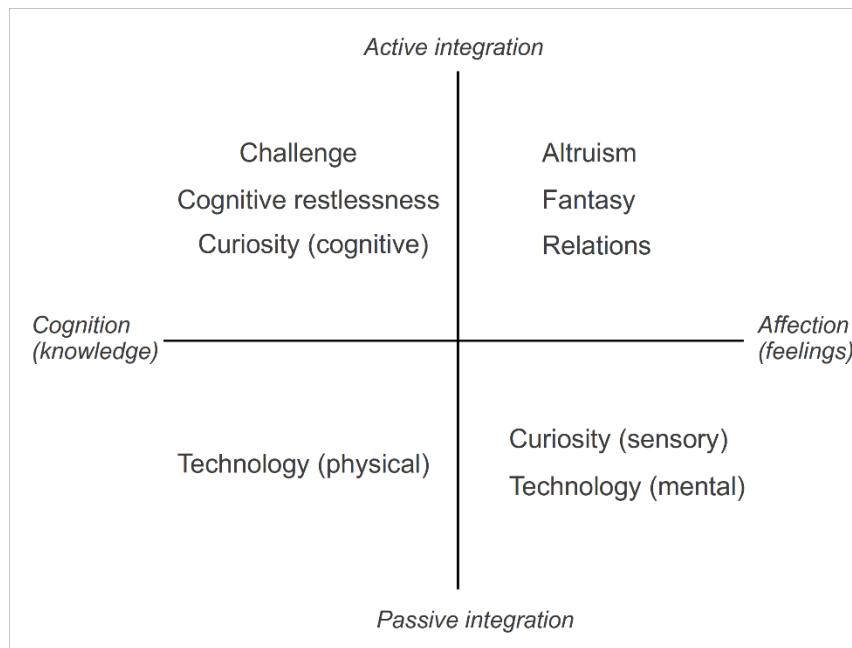 Active integration
Challenge
Cognitive restlessness
Curiosity (cognitive)
Altruism
Fantasy
Relations
Cognition
(knowledge)
Affection
(feelings)
Technology (physical)
Curiosity (sensory)
Technology (mental)
Passive integration